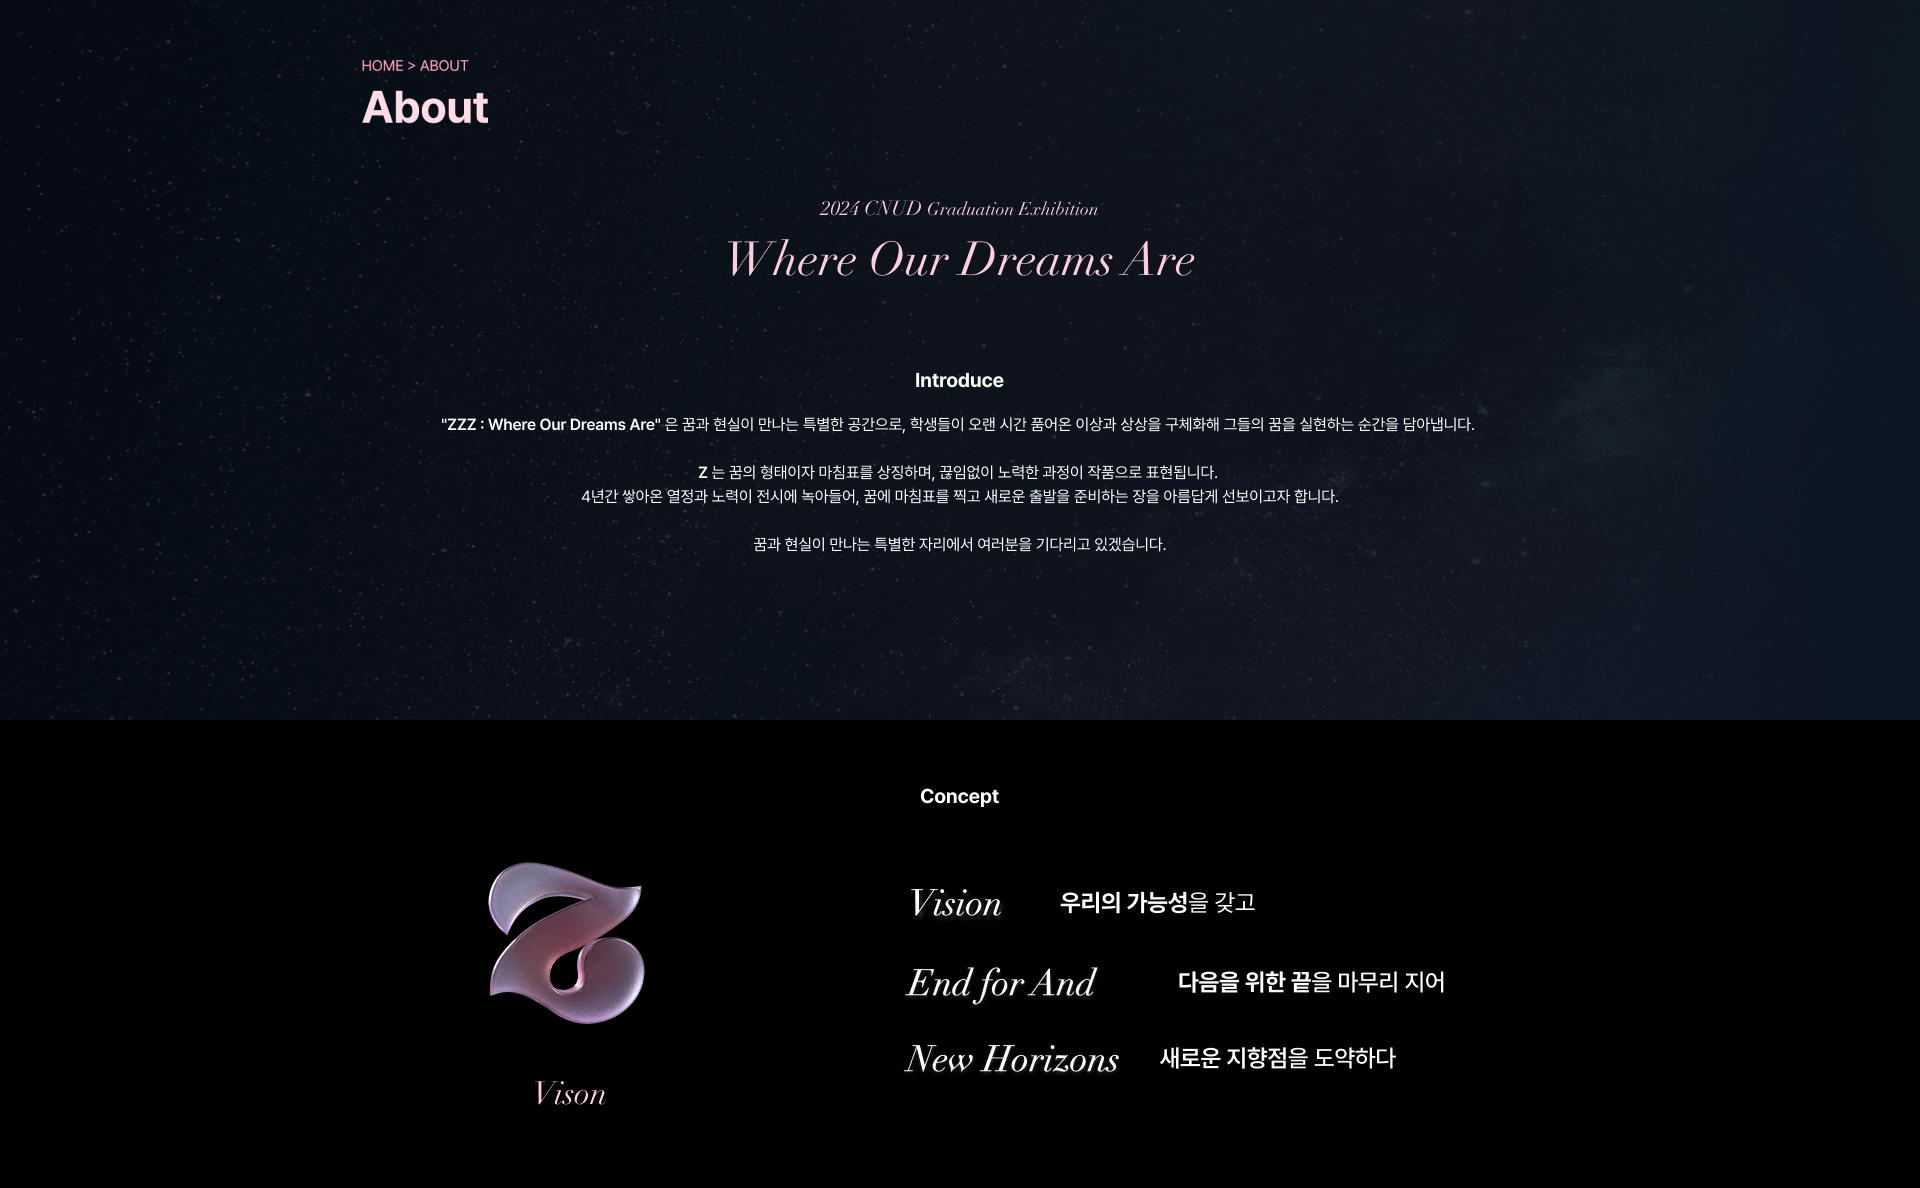 HOME > ABOUT
About
2024 CNUD Graduation Exhibition
Where Our Dreams Are
Introduce
"ZZZ : Where Our Dreams Are" 은 꿈과 현실이 만나는 특별한 공간으로, 학생들이 오랜 시간 품어온 이상과 상상을 구체화해 그들의 꿈을 실현하는 순간을 담아냅니다.
Z 는 꿈의 형태이자 마침표를 상징하며, 끊임없이 노력한 과정이 작품으로 표현됩니다.
4년간 쌓아온 열정과 노력이 전시에 녹아들어, 꿈에 마침표를 찍고 새로운 출발을 준비하는 장을 아름답게 선보이고자 합니다.
꿈과 현실이 만나는 특별한 자리에서 여러분을 기다리고 있겠습니다.
Concept
Z
Vison
Vision 우리의 가능성을 갖고
End for And 다음을 위한 끝을 마무리 지어
New Horizons 새로운 지향점을 도약하다